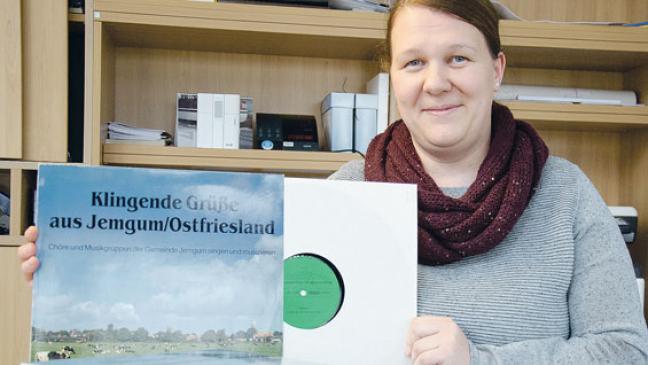 Klingende Grüße
aus Jemgum/Ostfriesland
Chöre und Musikgruppen der Gemeinde Jemgum singen und musizieren